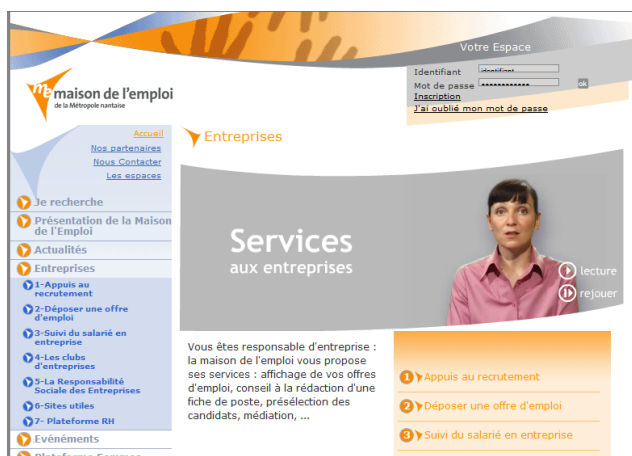 Votre Espace
Identifiant identifiant
Mot de passe ************ ok
Inscription
J'ai oublié mon mot de passe
me maison de l'emploi
de la Métropole nantaise
Accueil
Nos partenaires
Nous Contacter
Les espaces
Je recherche
Présentation de la Maison
de l'Emploi
Actualités
Entreprises
1-Appuis au
recrutement
2-Déposer une offre
d'emploi
3-Suivi du salarié en
entreprise
4-Les clubs
d'entreprises
5-La Responsabilité
Sociale des Entreprises
6-Sites utiles
7- Plateforme RH
Evénéments
Plateforme Femmes
Entreprises
Services
aux entreprises
lecture
rejouer
Vous êtes responsable d'entreprise :
la maison de l'emploi vous propose
ses services : affichage de vos offres
d'emploi, conseil à la rédaction d'une
fiche de poste, présélection des
candidats, médiation, ...
1 Appuis au recrutement
2 Déposer une offre d'emploi
3 Suivi du salarié en entreprise